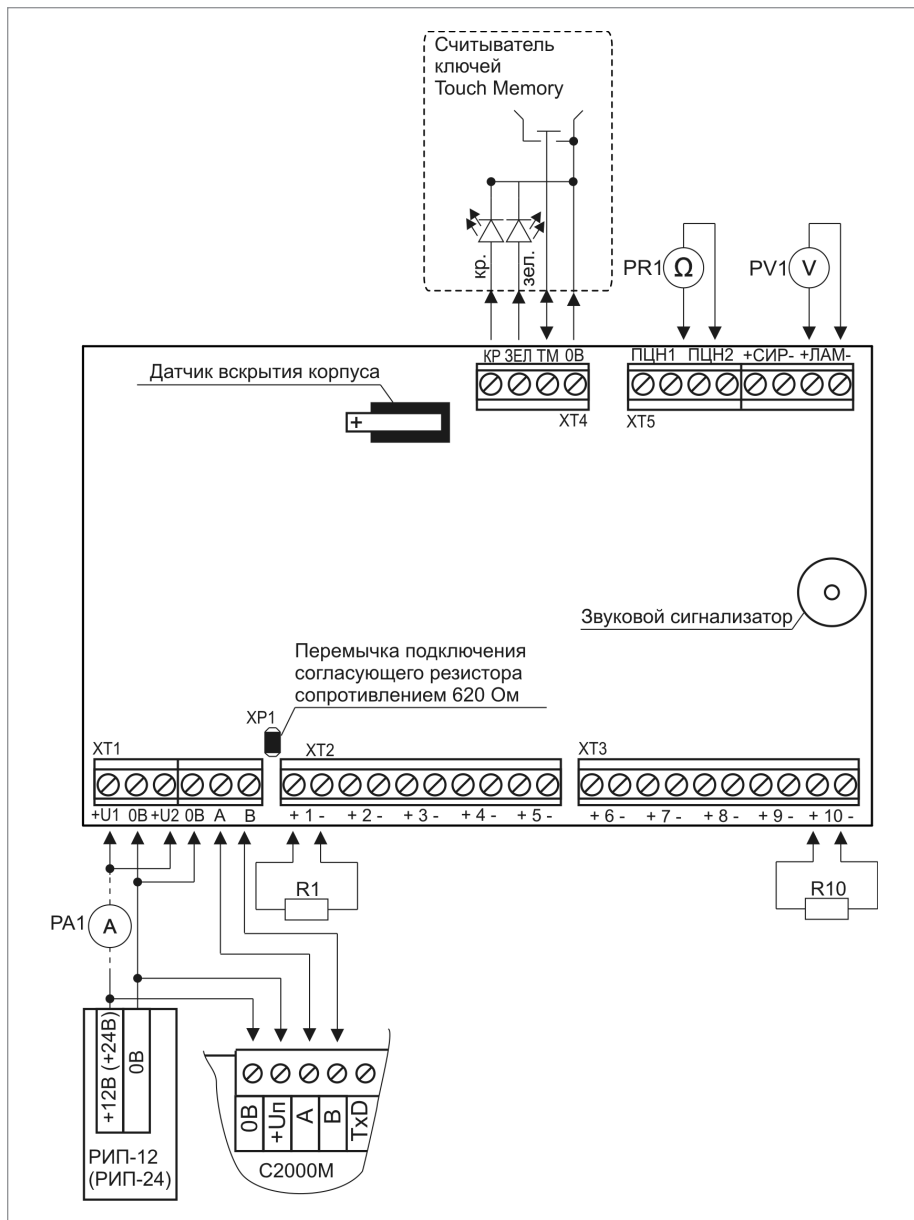 Считыватель
ключей
Touch Memory
кр.
зел.
PR1
Ω
PV1
V
КР ЗЕЛ ТМ 0В
ПЦН1 ПЦН2 +СИР- +ЛАМ-
XT4
XT5
Датчик вскрытия корпуса
+
Звуковой сигнализатор
Перемычка подключения
согласующего резистора
сопротивлением 620 Ом
XP1
XT1
XT2
XT3
+U1 0В +U2 0В А В
+ 1 - + 2 - + 3 - + 4 - + 5 -
+ 6 - + 7 - + 8 - + 9 - + 10 -
R1
R10
PA1
А
+12В (+24В)
0В
РИП-12
(РИП-24)
0В
+Uп
А
В
TxD
С2000М